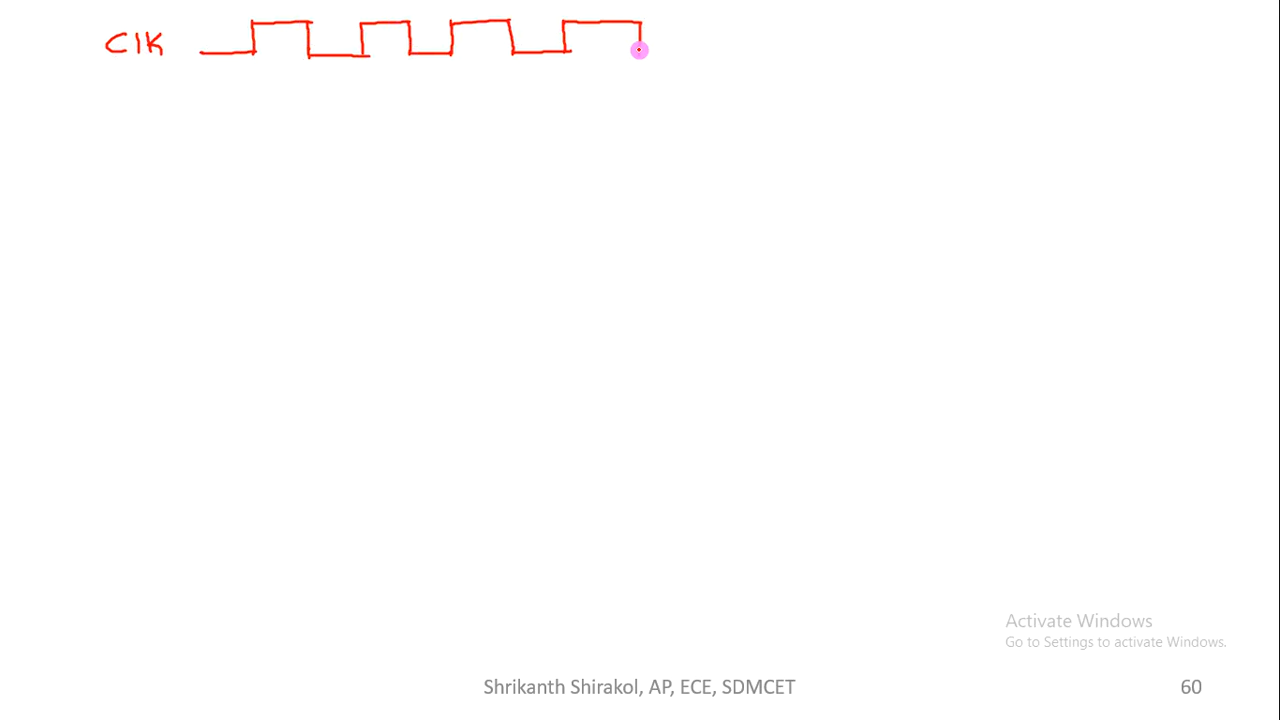 ClK
Activate Windows
Go to Settings to activate Windows.
Shrikanth Shirakol, AP, ECE, SDMCET
60